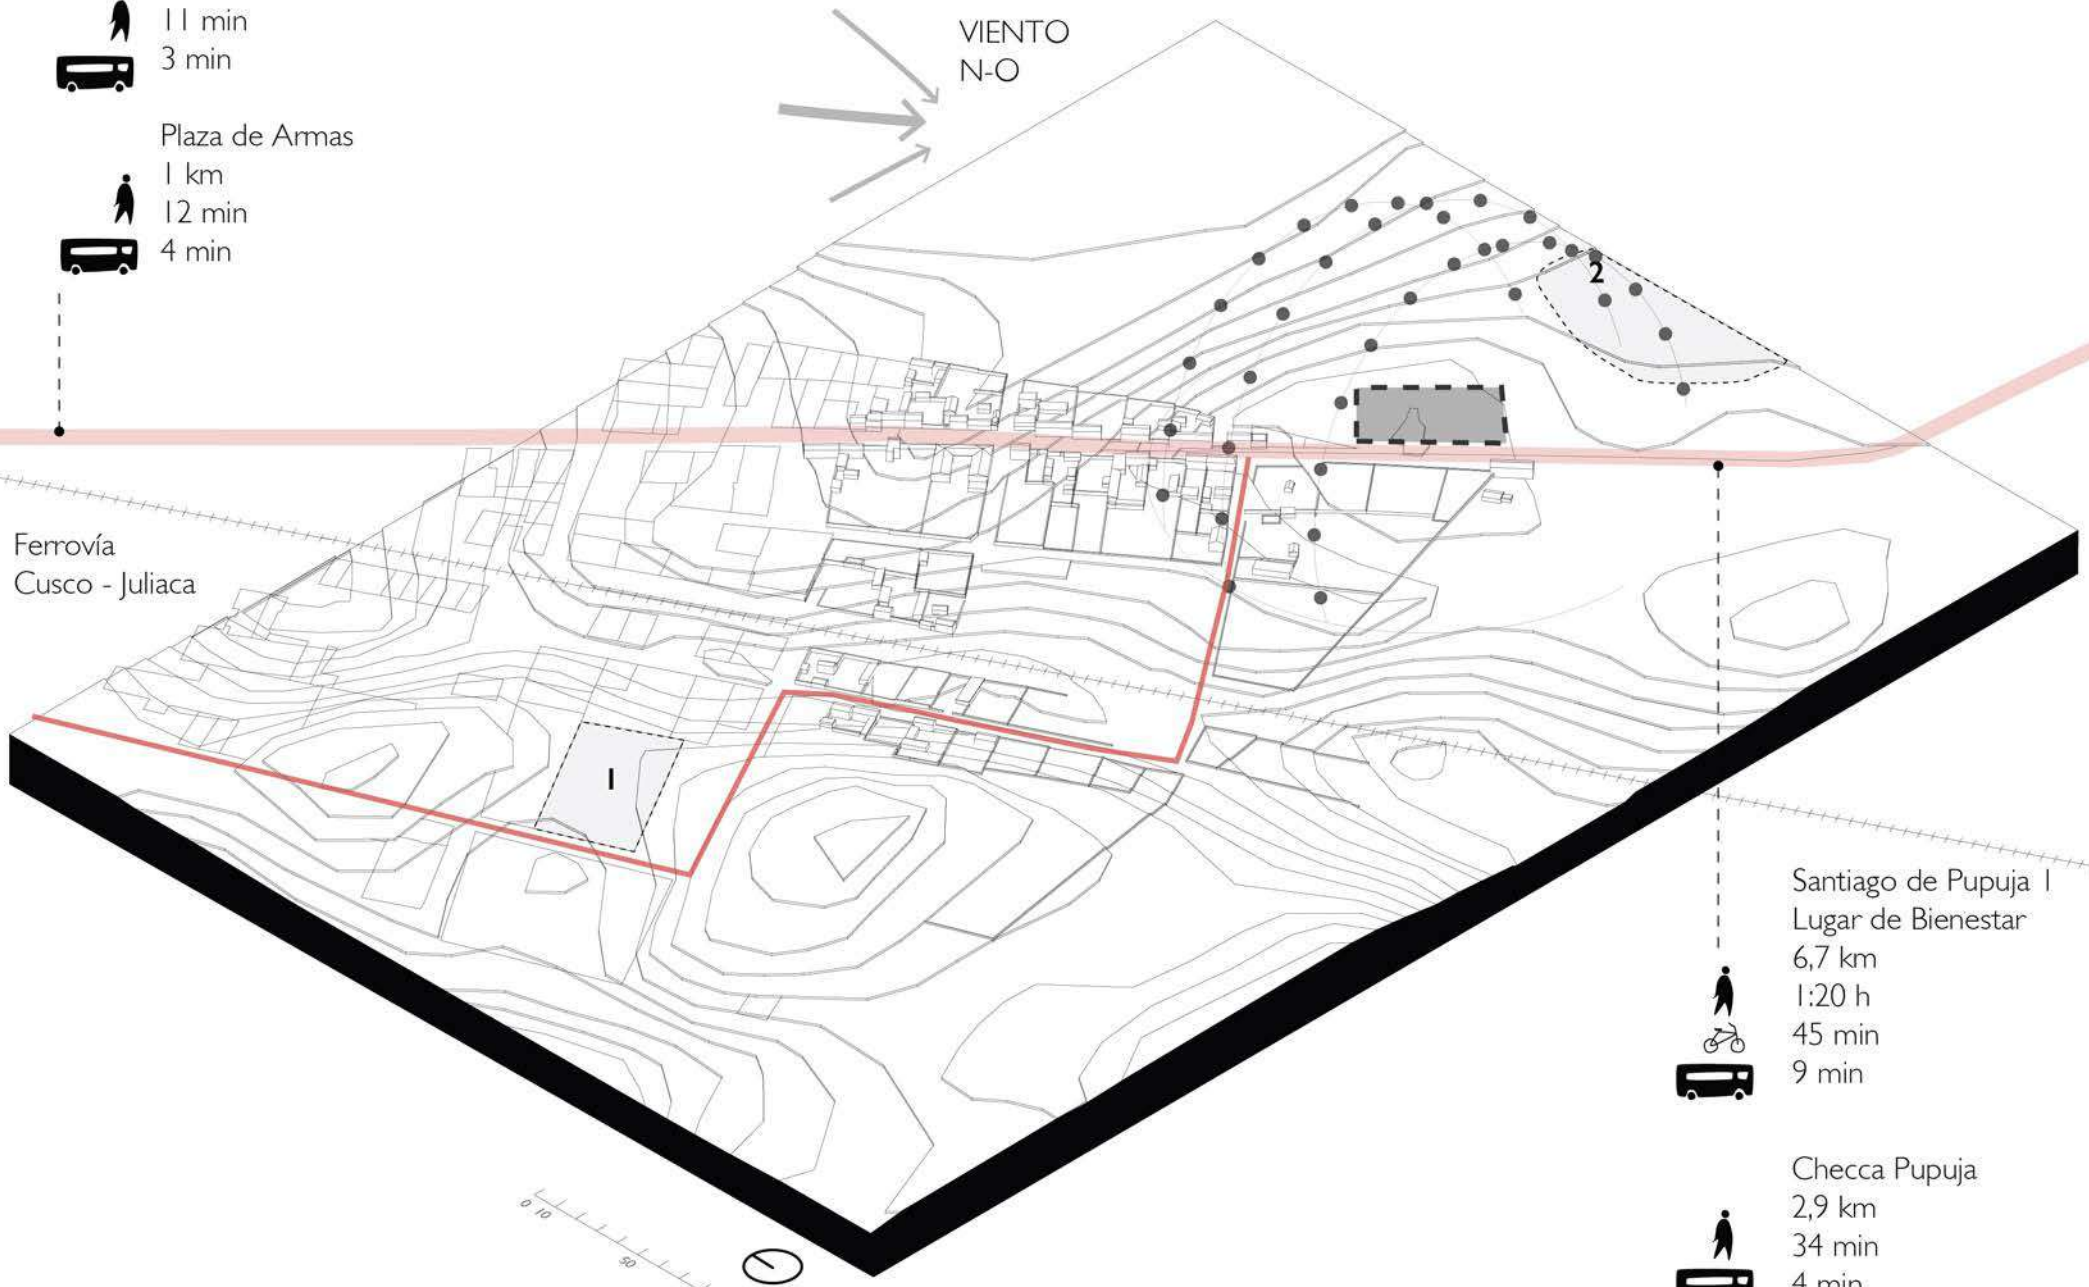 11 min
3 min
Plaza de Armas
1 km
12 min
4 min
VIENTO
N-O
2
Ferrovía
Cusco - Juliaca
1
Santiago de Pupuja 1
Lugar de Bienestar
6,7 km
1:20 h
45 min
9 min
Checca Pupuja
2,9 km
34 min
4 min
0 10
50